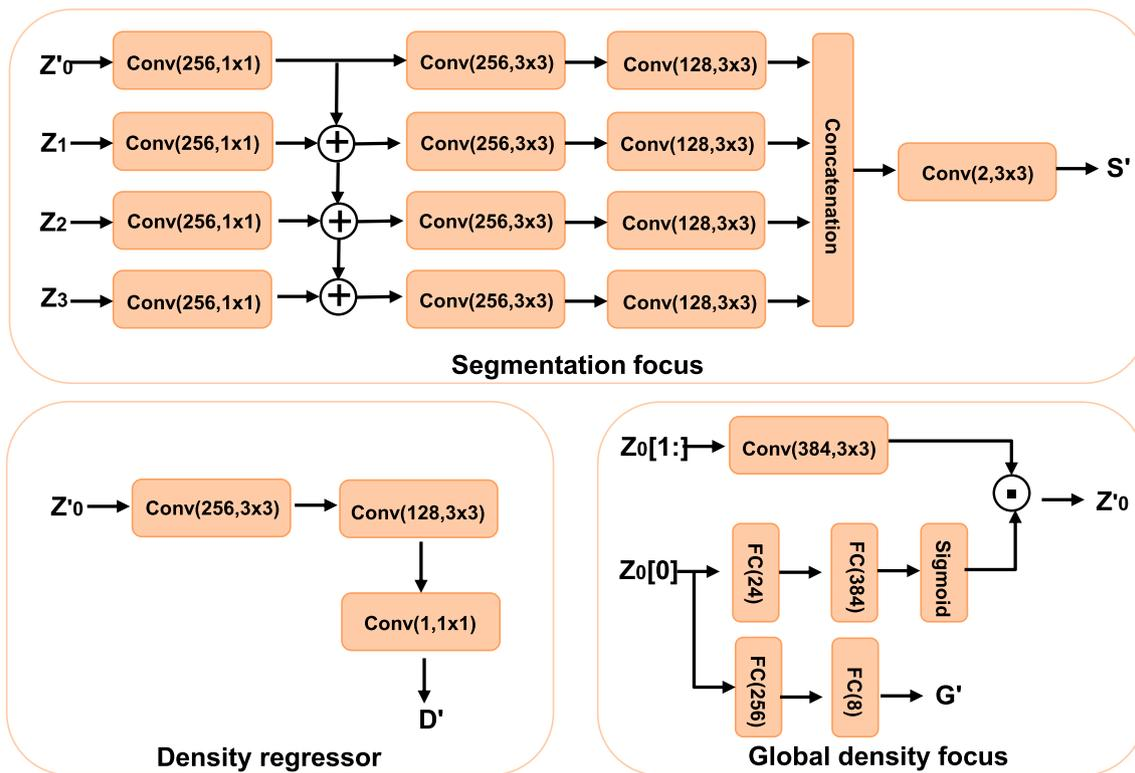 Z'0 Conv(256,1x1) Conv(256,3x3) Conv(128,3x3)
Z1 Conv(256,1x1) + Conv(256,3x3) Conv(128,3x3)
Z2 Conv(256,1x1) + Conv(256,3x3) Conv(128,3x3)
Z3 Conv(256,1x1) + Conv(256,3x3) Conv(128,3x3)
Concatenation
Conv(2,3x3) S'
Segmentation focus
Z'0 Conv(256,3x3) Conv(128,3x3)
Conv(1,1x1)
D'
Density regressor
Z0[1:] Conv(384,3x3)
Z'0
Z0[0] FC(24) FC(384) Sigmoid
FC(256) FC(8) G'
Global density focus